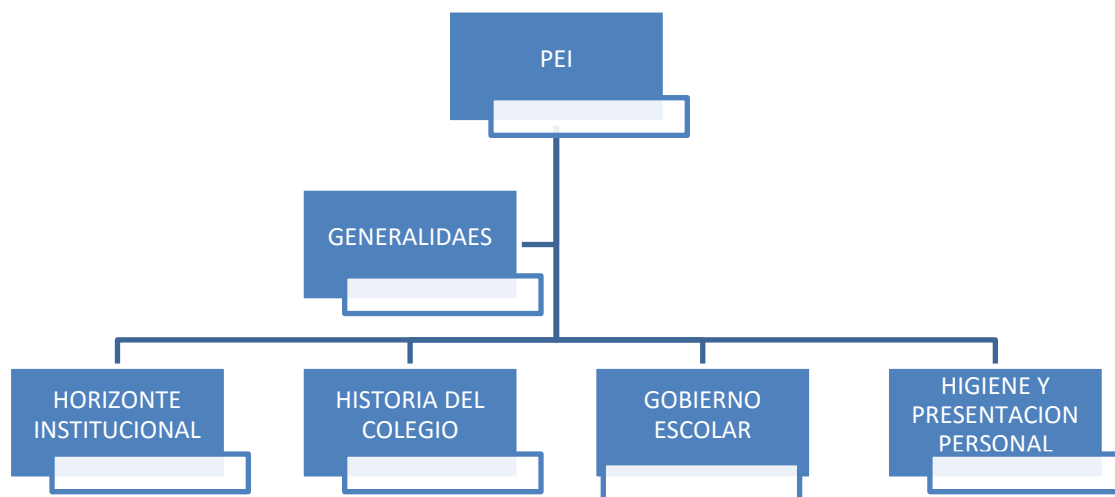 PEI
GENERALIDAES
HORIZONTE
INSTITUCIONAL
HISTORIA DEL
COLEGIO
GOBIERNO
ESCOLAR
HIGIENE Y
PRESENTACION
PERSONAL